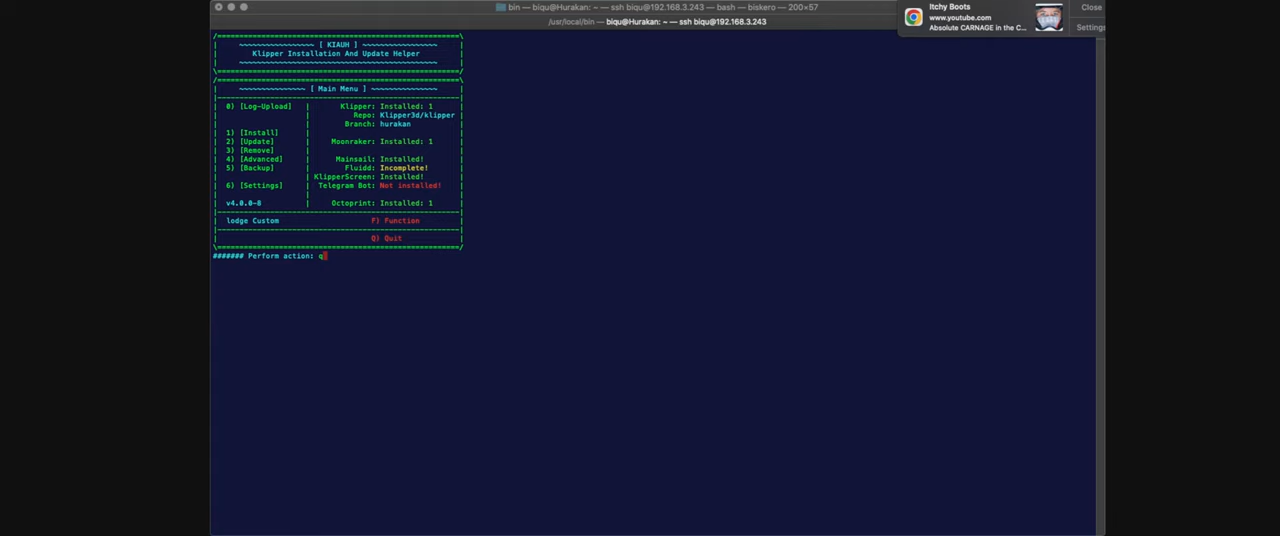 bin — biqu@Hurakan: ~ — ssh biqu@192.168.3.243 — bash — biskero — 200×57
/usr/local/bin — biqu@Hurakan: ~ — ssh biqu@192.168.3.243
Itchy Boots
www.youtube.com
Absolute CARNAGE in the C...
Close
Settings
/=======================================================\
| ~~~~~~~~~~~~~~~~~ [ KIAUH ] ~~~~~~~~~~~~~~~~~ |
| Klipper Installation And Update Helper |
| ~~~~~~~~~~~~~~~~~~~~~~~~~~~~~~~~~~~~~~~~~~~~~ |
\=======================================================/
/=======================================================\
| ~~~~~~~~~~~~~~~ [ Main Menu ] ~~~~~~~~~~~~~~~ |
|-------------------------------------------------------|
| 0) [Log-Upload] | Klipper: Installed: 1 |
| | Repo: Klipper3d/klipper |
| | Branch: hurakan |
| 1) [Install] | |
| 2) [Update] | Moonraker: Installed: 1 |
| 3) [Remove] | |
| 4) [Advanced] | Mainsail: Installed! |
| 5) [Backup] | Fluidd: Incomplete! |
| | KlipperScreen: Installed! |
| 6) [Settings] | Telegram Bot: Not installed! |
| | |
| v4.0.0-8 | Octoprint: Installed: 1 |
|-------------------------------------------------------|
| lodge Custom F) Function |
|-------------------------------------------------------|
| Q) Quit |
\=======================================================/
####### Perform action: q